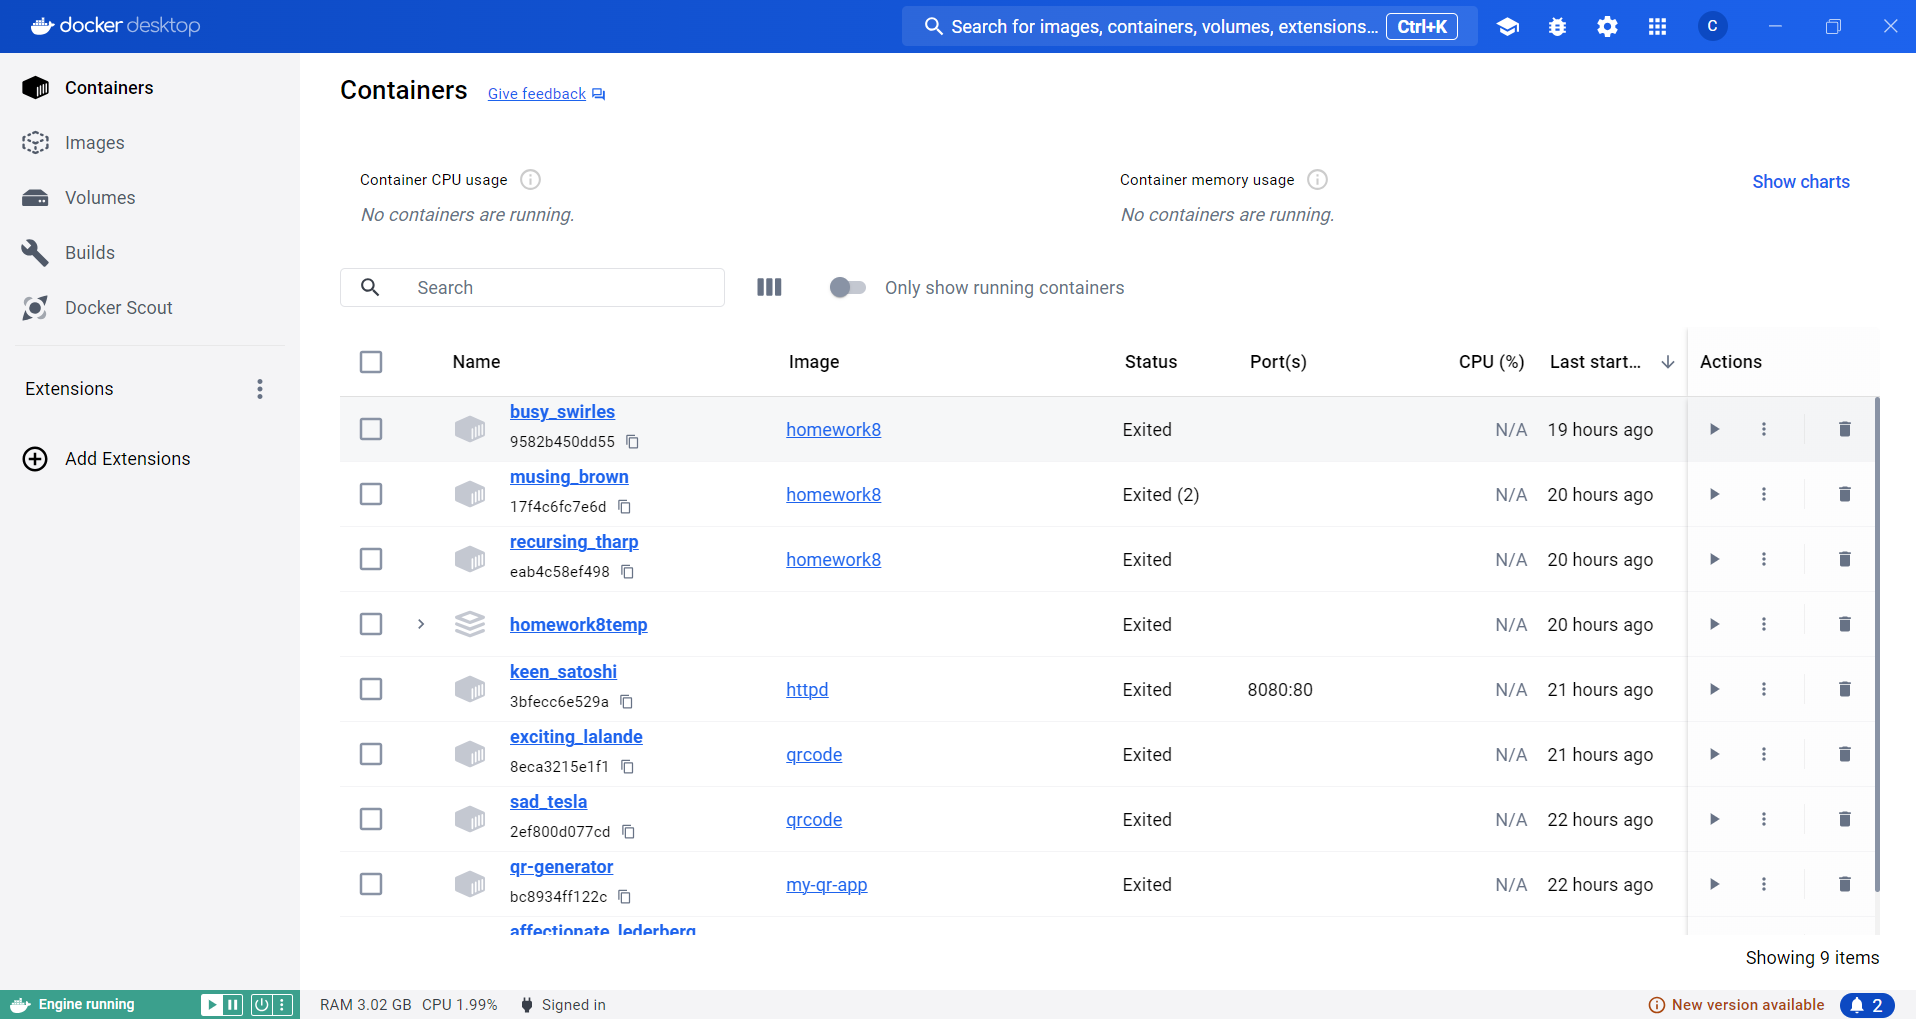 docker desktop
Search for images, containers, volumes, extensions... Ctrl+K
C
Containers
Images
Volumes
Builds
Docker Scout
Extensions
Add Extensions
Containers Give feedback
Container CPU usage
No containers are running.
Container memory usage
No containers are running.
Show charts
Search
Only show running containers
Name Image Status Port(s) CPU (%) Last start... Actions
busy_swirles
9582b450dd55
homework8 Exited N/A 19 hours ago
musing_brown
17f4c6fc7e6d
homework8 Exited (2) N/A 20 hours ago
recursing_tharp
eab4c58ef498
homework8 Exited N/A 20 hours ago
homework8temp Exited N/A 20 hours ago
keen_satoshi
3bfecc6e529a
httpd Exited 8080:80 N/A 21 hours ago
exciting_lalande
8eca3215e1f1
qrcode Exited N/A 21 hours ago
sad_tesla
2ef800d077cd
qrcode Exited N/A 22 hours ago
qr-generator
bc8934ff122c
my-qr-app Exited N/A 22 hours ago
affectionate_lederberg
Showing 9 items
Engine running
RAM 3.02 GB CPU 1.99% Signed in
New version available
2